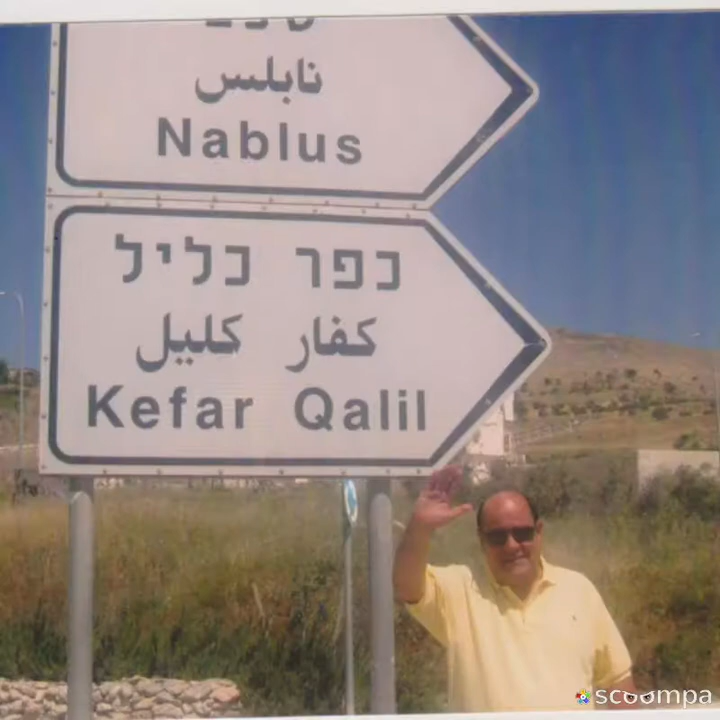 نابلس
Nablus
כפר כליל
كفار كليل
Kefar Qalil
scoompa